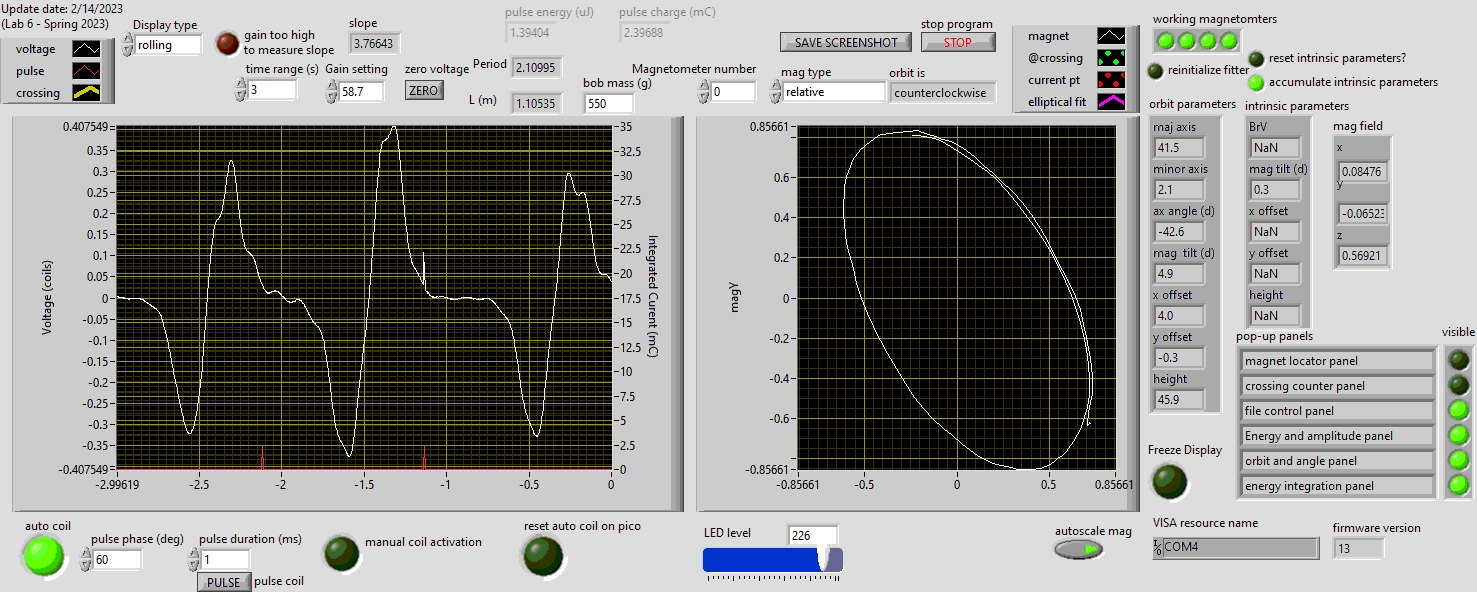 Update date: 2/14/2023
(Lab 6 - Spring 2023)
voltage
pulse
crossing
Display type
rolling
gain too high
to measure slope
slope
3.76643
time range (s)
3
Gain setting
58.7
zero voltage
ZERO
pulse energy (uJ)
1.39404
pulse charge (mC)
2.39688
Period
2.10995
L (m)
1.10535
bob mass (g)
550
Magnetometer number
0
SAVE SCREENSHOT
stop program
STOP
mag type
relative
orbit is
counterclockwise
magnet
@crossing
current pt
elliptical fit
working magnetomters
reinitialize fitter
reset intrinsic parameters?
accumulate intrinsic parameters
Voltage (coils)
0.407549
0.35
0.3
0.25
0.2
0.15
0.1
0.05
0
-0.05
-0.1
-0.15
-0.2
-0.25
-0.3
-0.35
-0.407549
-2.99619
-2.5
-2
-1.5
-1
-0.5
0
35
32.5
30
27.5
25
22.5
20
17.5
15
12.5
10
7.5
5
2.5
0
Integrated Curent (mC)
magY
0.85661
0.6
0.4
0.2
0
-0.2
-0.4
-0.6
-0.85661
-0.85661
-0.5
0
0.5
0.85661
orbit parameters
maj axis
41.5
minor axis
2.1
ax angle (d)
-42.6
mag tilt (d)
4.9
x offset
4.0
y offset
-0.3
height
45.9
intrinsic parameters
BrV
NaN
mag tilt (d)
0.3
x offset
NaN
y offset
NaN
height
NaN
mag field
x
0.08476
y
-0.06523
z
0.56921
pop-up panels
visible
magnet locator panel
crossing counter panel
file control panel
Energy and amplitude panel
orbit and angle panel
energy integration panel
Freeze Display
auto coil
pulse phase (deg)
60
pulse duration (ms)
1
PULSE
pulse coil
manual coil activation
reset auto coil on pico
LED level
226
autoscale mag
VISA resource name
COM4
firmware version
13